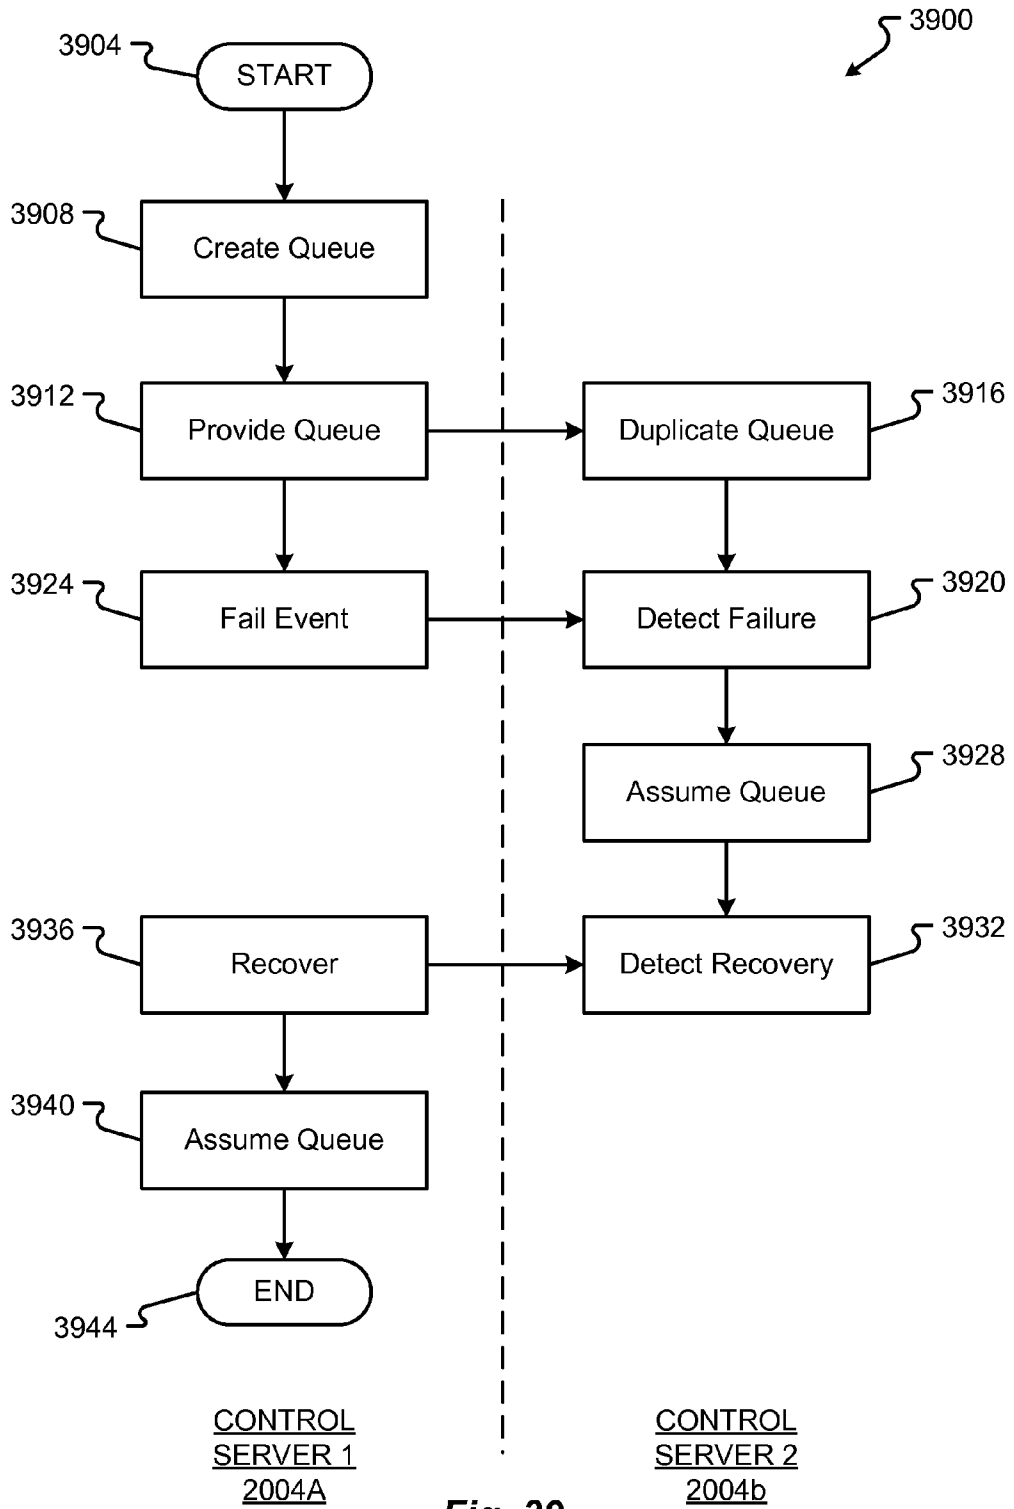 3900
3904
START
3908
Create Queue
3912
Provide Queue
Duplicate Queue
3916
3924
Fail Event
Detect Failure
3920
Assume Queue
3928
3936
Recover
Detect Recovery
3932
3940
Assume Queue
END
3944
CONTROL
SERVER 1
2004A
CONTROL
SERVER 2
2004b
Fig. 39